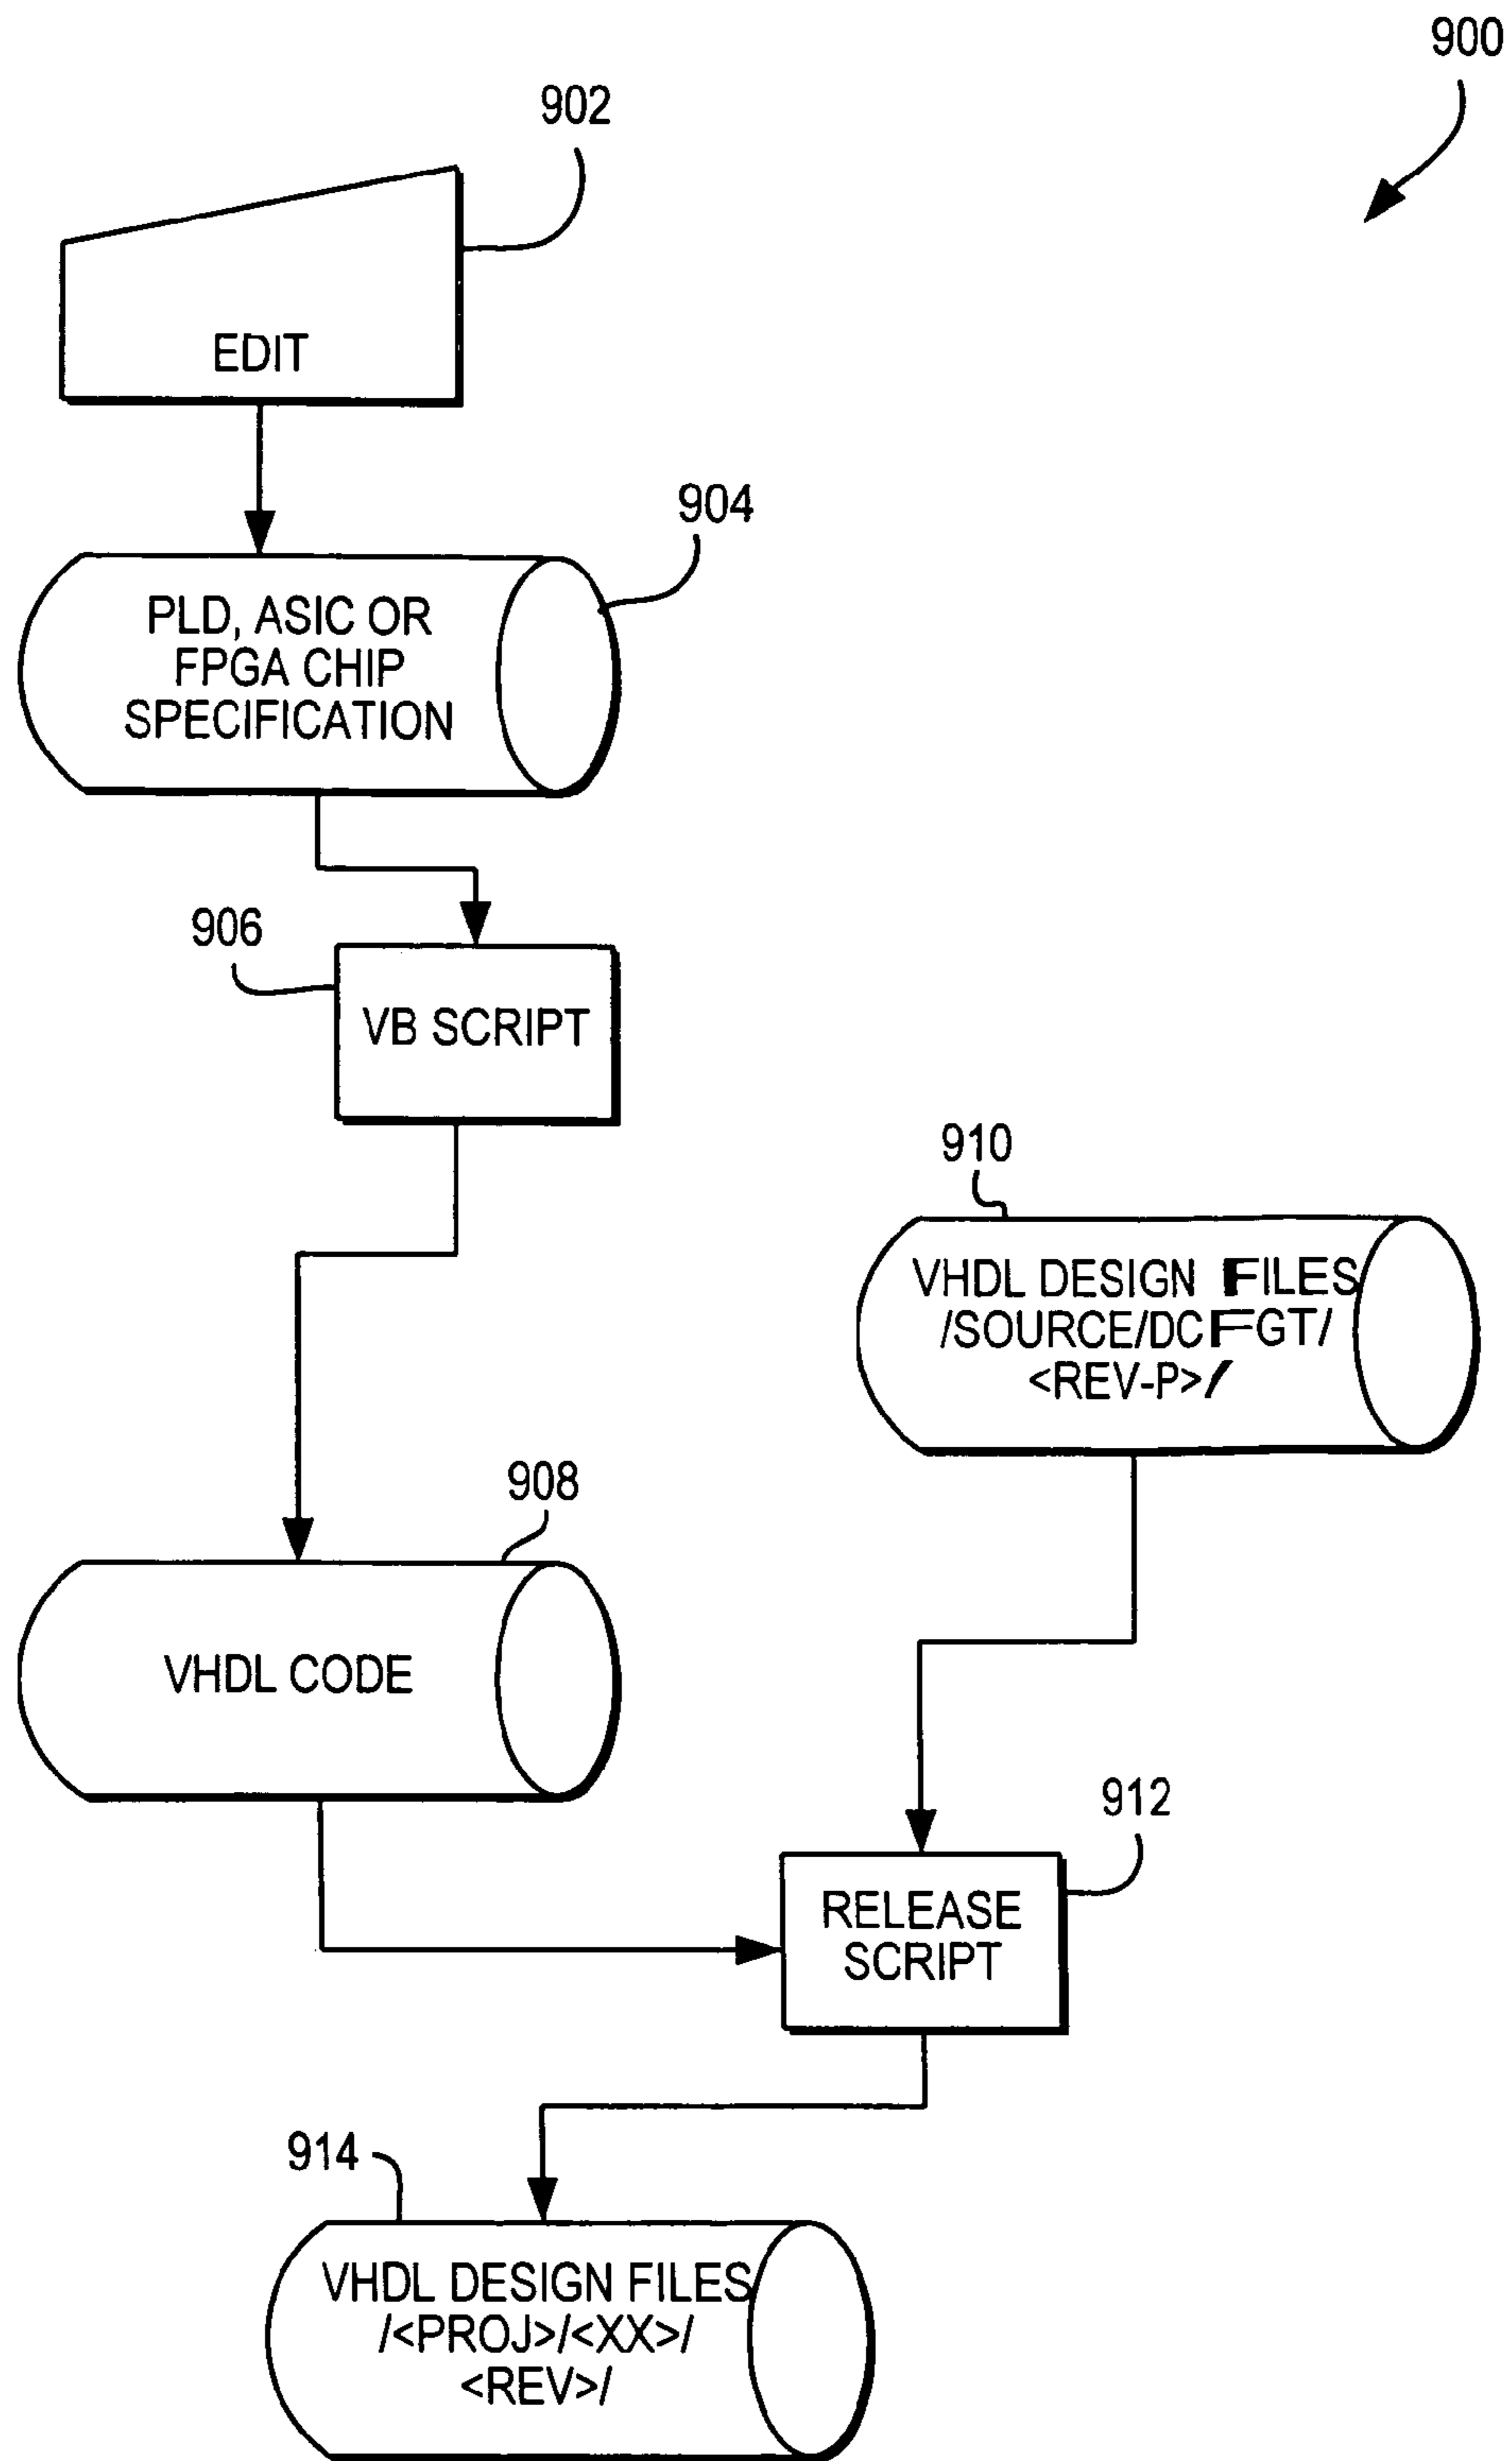 900
902
EDIT
904
PLD, ASIC OR
FPGA CHIP
SPECIFICATION
906
VB SCRIPT
910
VHDL DESIGN FILES
/SOURCE/DCFGT/
<REV-P>/
908
VHDL CODE
912
RELEASE
SCRIPT
914
VHDL DESIGN FILES
/<PROJ>/<XX>/
<REV>/